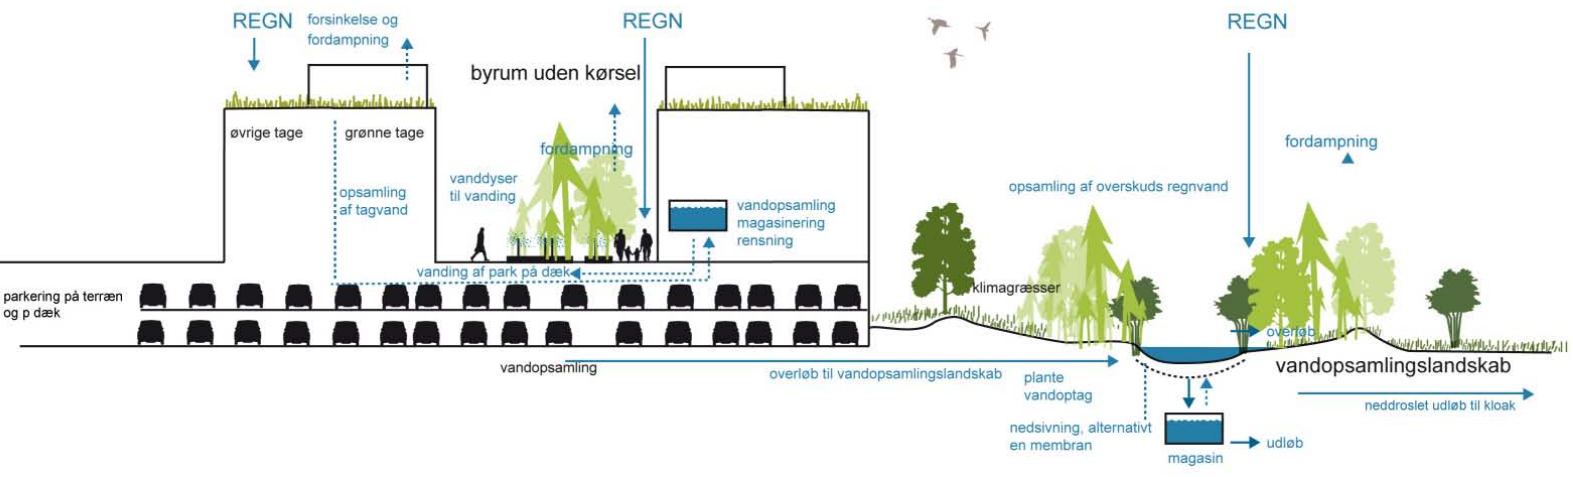 REGN
forsinkelse og
fordampning
REGN
REGN
byrum uden kørsel
øvrige tage
grønne tage
fordampning
fordampning
vanddyser
til vanding
opsamling
af tagvand
opsamling af overskuds regnvand
vandopsamling
magasinering
rensning
vanding af park på dæk
parkering på terræn
og p dæk
klimagræsser
overløb
vandopsamling
overløb til vandopsamlingslandskab
plante
vandoptag
vandopsamlingslandskab
neddroslet udløb til kloak
nedsivning, alternativt
en membran
udløb
magasin